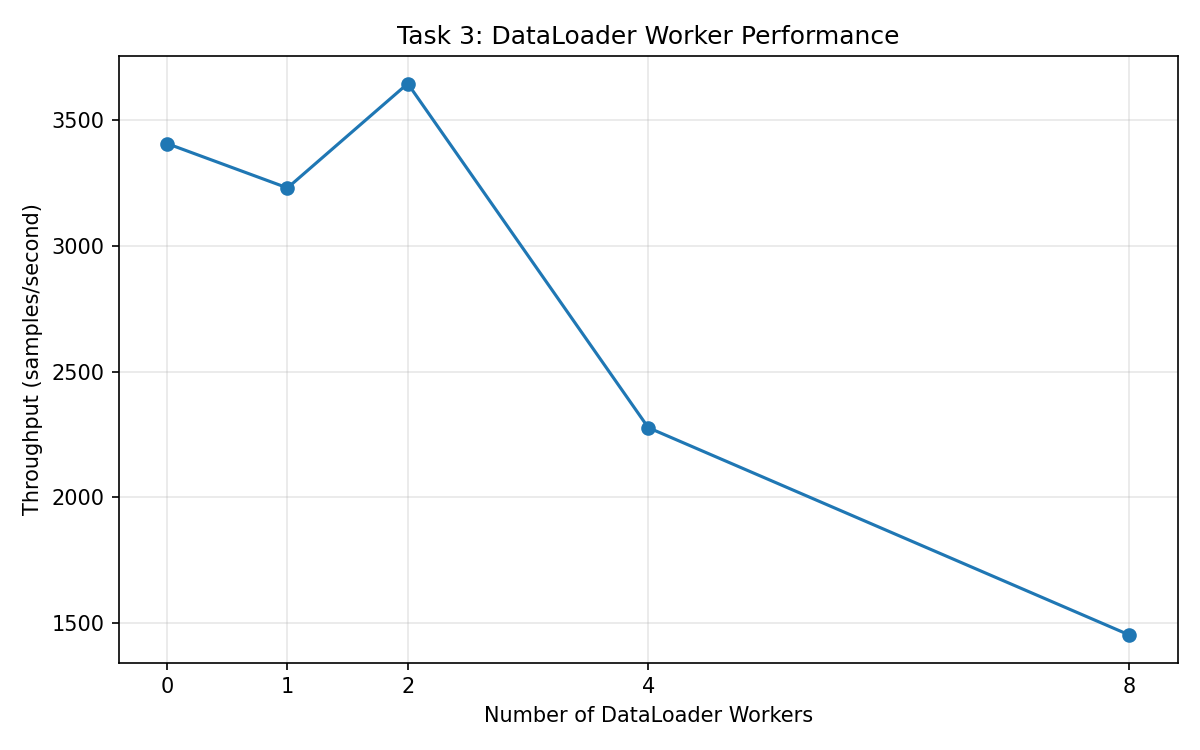 Task 3: DataLoader Worker Performance
Throughput (samples/second)
3500
3000
2500
2000
1500
0 1 2 4 8
Number of DataLoader Workers